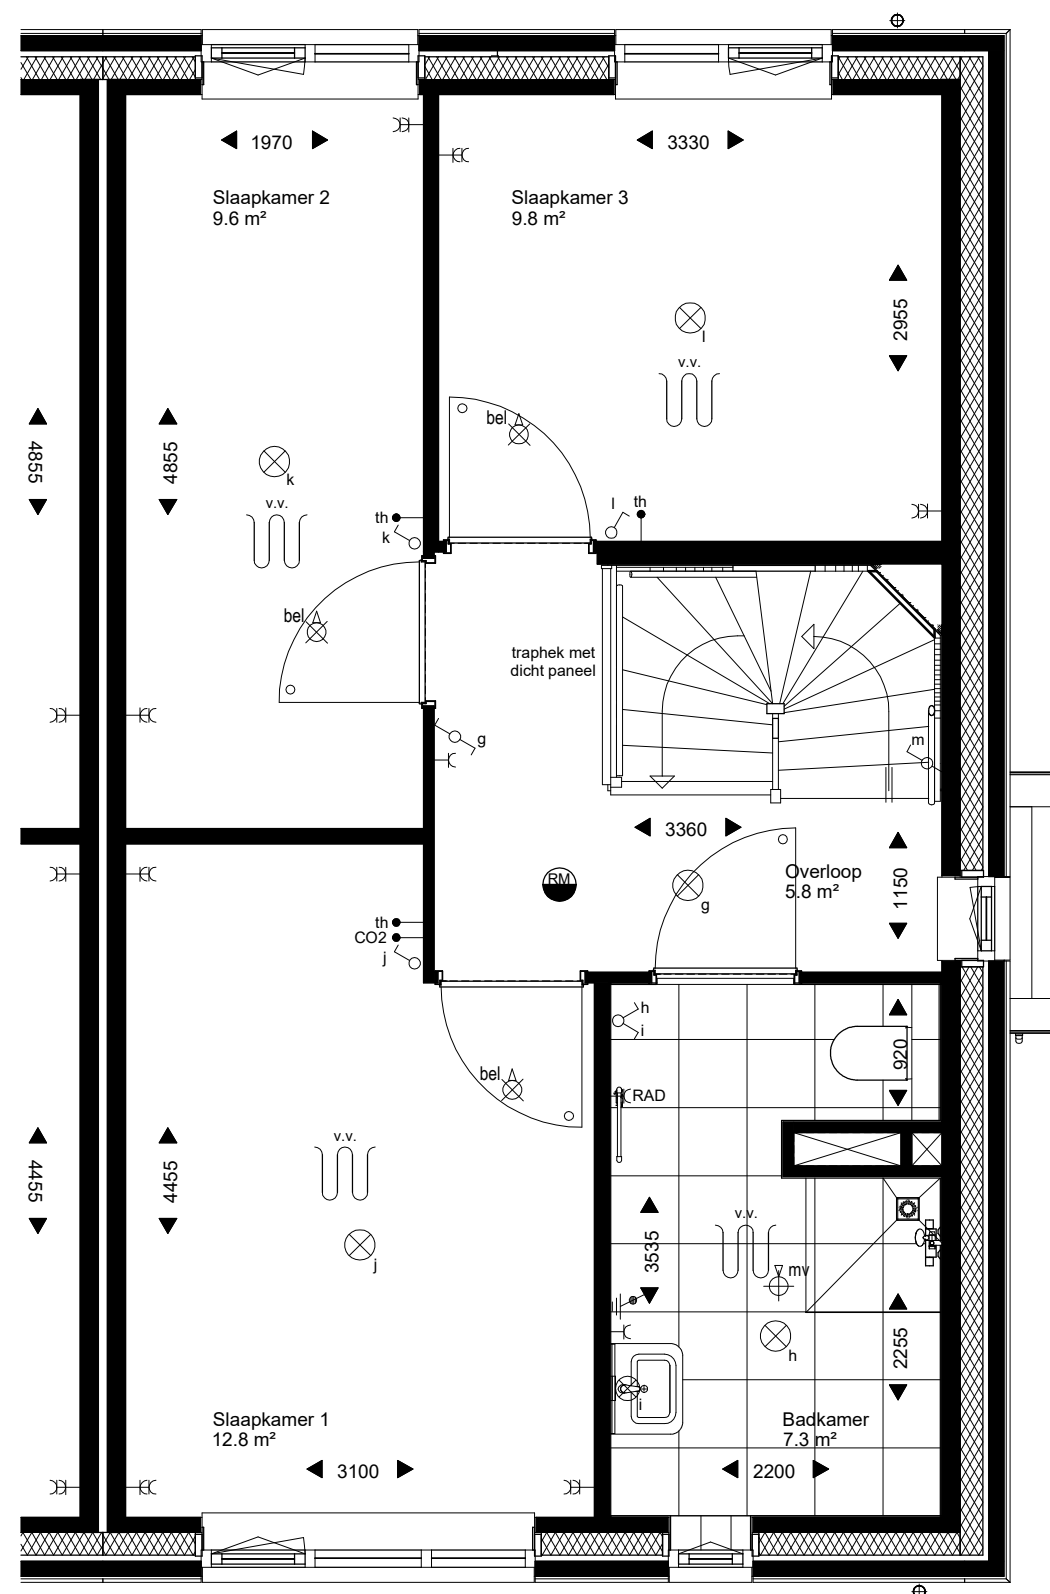 1970
3330
Slaapkamer 2
9.6 m²
Slaapkamer 3
9.8 m²
2955
l
v.v.
bel
4855
4855
k
v.v.
th
k
l
th
bel
traphek met
dicht paneel
g
m
3360
RM
g
Overloop
5.8 m²
1150
th
CO2
j
h
i
920
bel
RAD
v.v.
4455
4455
j
3535
v.v.
mv
h
2255
i
Slaapkamer 1
12.8 m²
Badkamer
7.3 m²
3100
2200